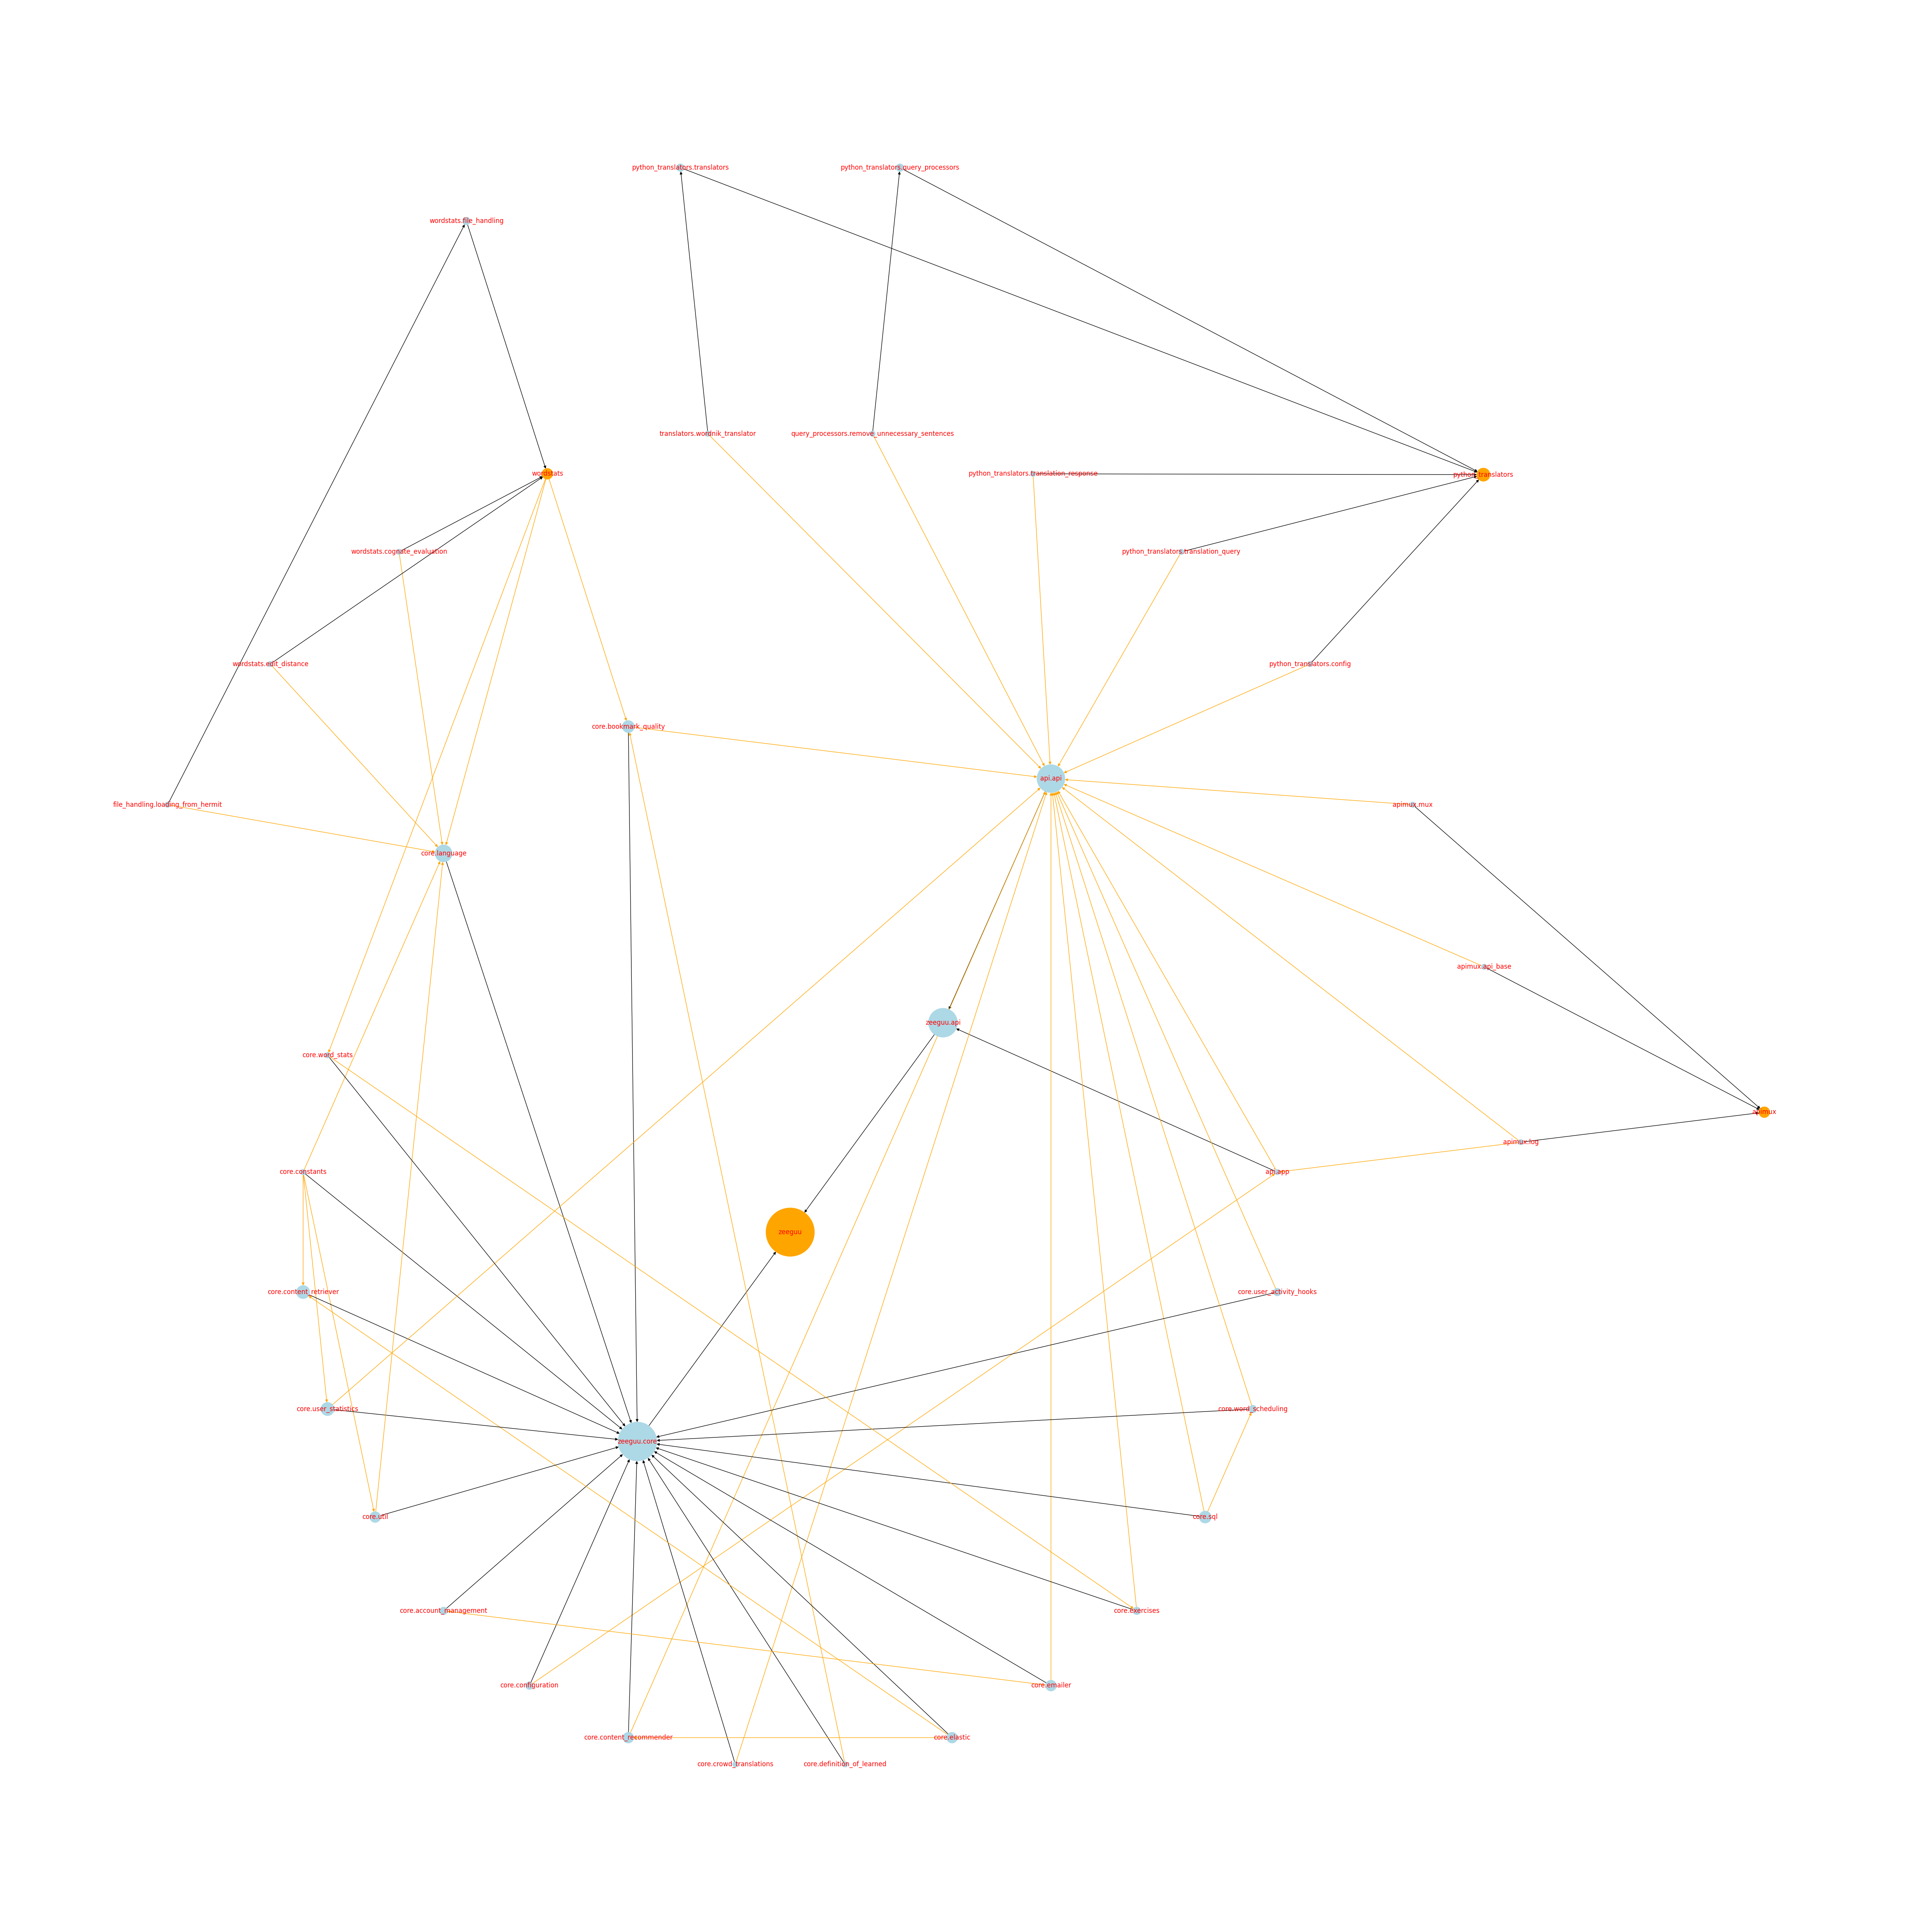 python_translators.translators
python_translators.query_processors
wordstats.file_handling
translators.wordnik_translator
query_processors.remove_unnecessary_sentences
wordstats
python_translators.translation_response
python_translators
wordstats.cognate_evaluation
python_translators.translation_query
wordstats.edit_distance
python_translators.config
core.bookmark_quality
api.api
file_handling.loading_from_hermit
apimux.mux
core.language
apimux.api_base
zeeguu.api
core.word_stats
apimux
apimux.log
core.constants
api.app
zeeguu
core.content_retriever
core.user_activity_hooks
core.user_statistics
core.word_scheduling
zeeguu.core
core.util
core.sql
core.account_management
core.exercises
core.configuration
core.emailer
core.content_recommender
core.elastic
core.crowd_translations
core.definition_of_learned